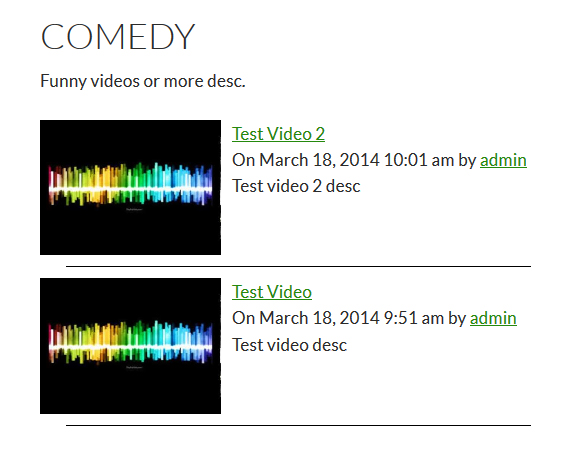 COMEDY
Funny videos or more desc.
Test Video 2
On March 18, 2014 10:01 am by admin
Test video 2 desc
Test Video
On March 18, 2014 9:51 am by admin
Test video desc